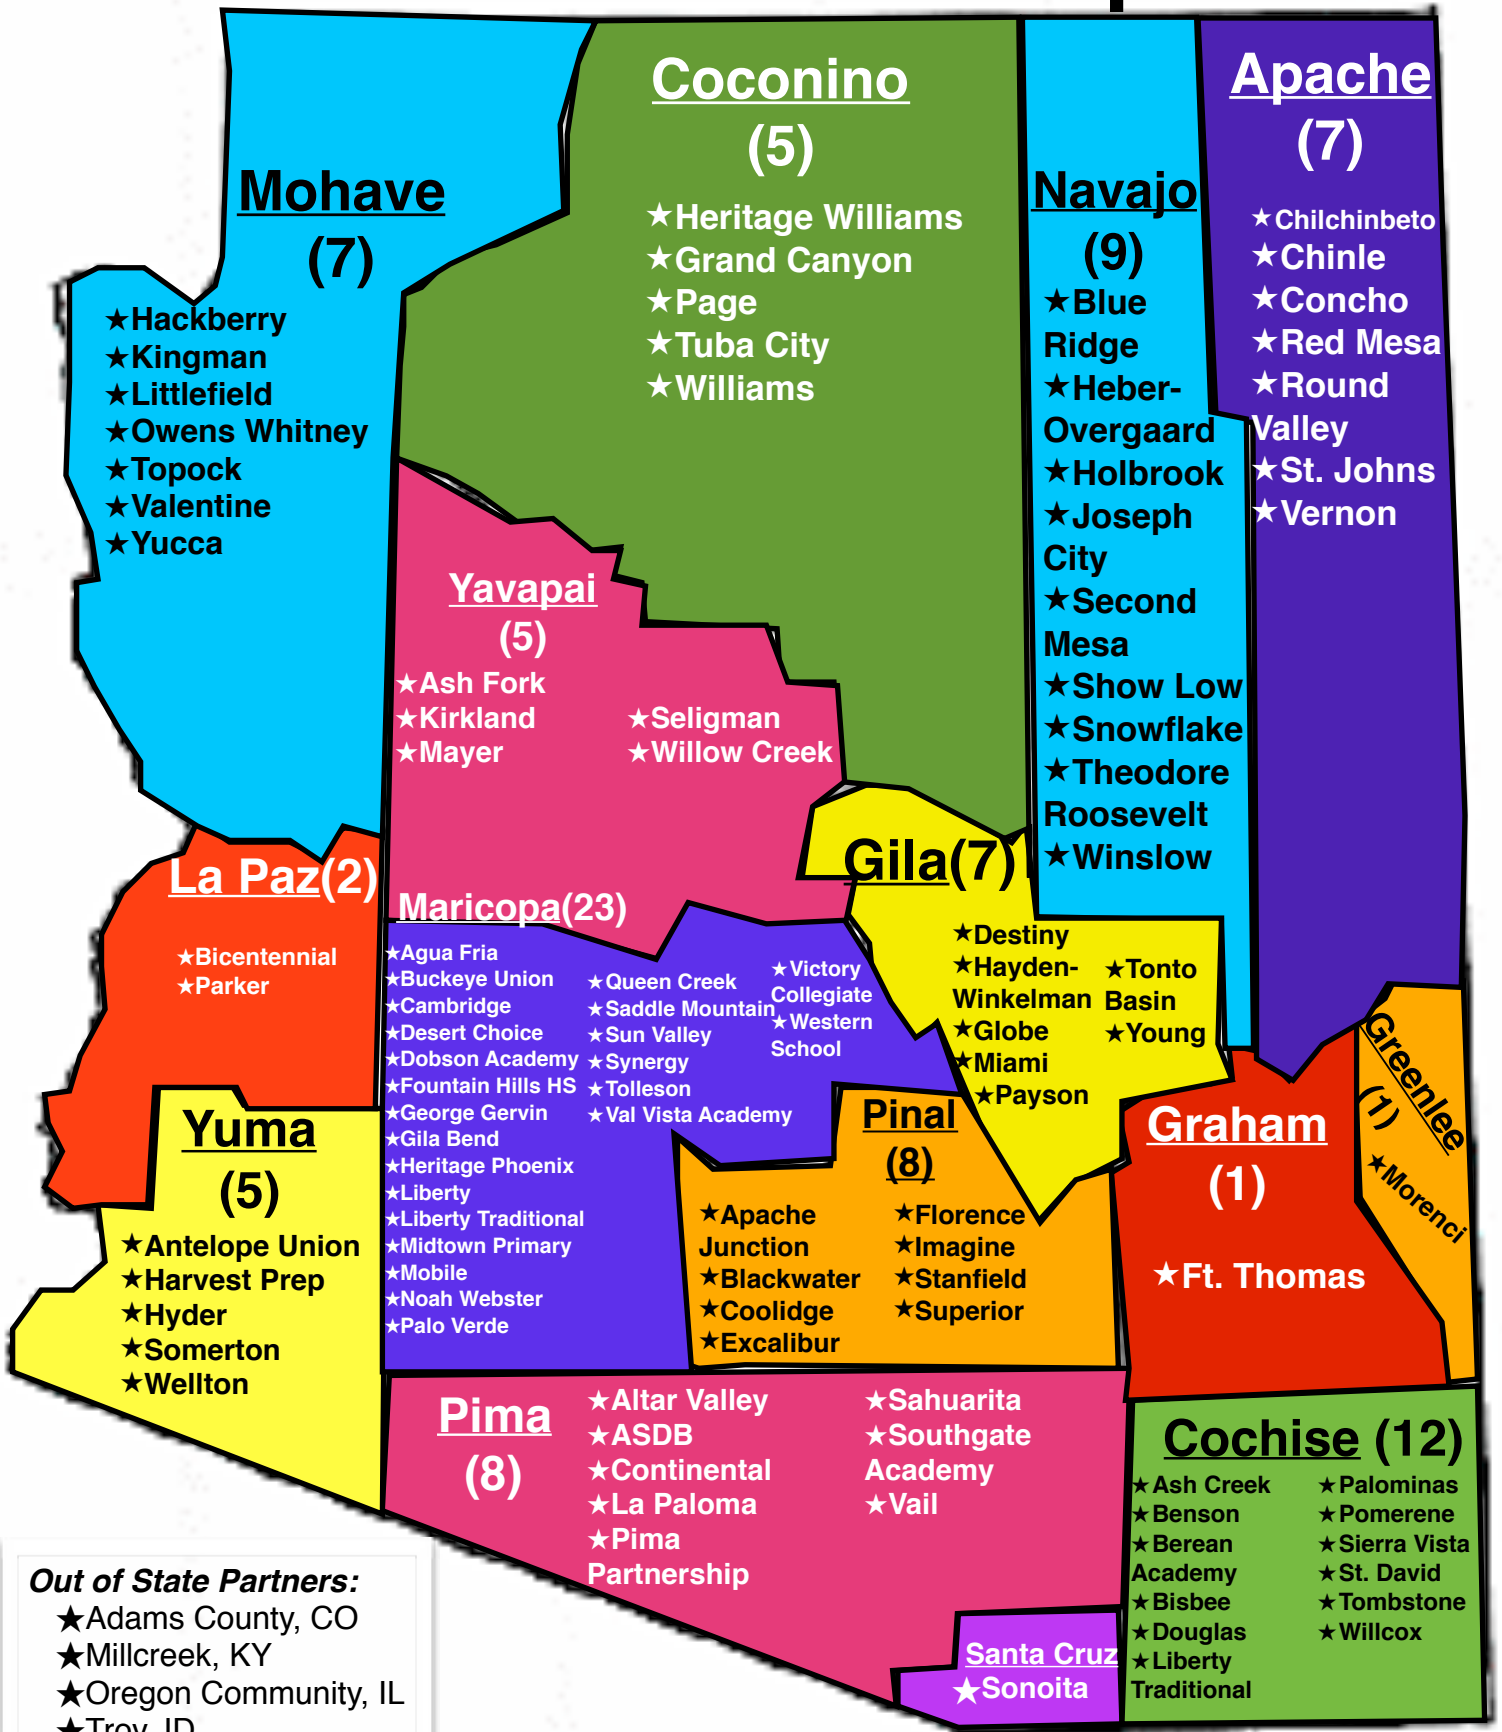 Mohave
(7)
★Hackberry
★Kingman
★Littlefield
★Owens Whitney
★Topock
★Valentine
★Yucca
Coconino
(5)
★Heritage Williams
★Grand Canyon
★Page
★Tuba City
★Williams
Navajo
(9)
★Blue
Ridge
★Heber-
Overgaard
★Holbrook
★Joseph
City
★Second
Mesa
★Show Low
★Snowflake
★Theodore
Roosevelt
★Winslow
Apache
(7)
★Chilchinbeto
★Chinle
★Concho
★Red Mesa
★Round
Valley
★St. Johns
★Vernon
Yavapai
(5)
★Ash Fork
★Kirkland
★Mayer
★Seligman
★Willow Creek
La Paz(2)
★Bicentennial
★Parker
Maricopa(23)
★Agua Fria
★Buckeye Union
★Cambridge
★Desert Choice
★Dobson Academy
★Fountain Hills HS
★George Gervin
★Gila Bend
★Heritage Phoenix
★Liberty
★Liberty Traditional
★Midtown Primary
★Mobile
★Noah Webster
★Palo Verde
★Queen Creek
★Saddle Mountain
★Sun Valley
★Synergy
★Tolleson
★Val Vista Academy
★Victory
Collegiate
★Western
School
Gila(7)
★Destiny
★Hayden-
Winkelman
★Globe
★Miami
★Payson
★Tonto
Basin
★Young
Yuma
(5)
★Antelope Union
★Harvest Prep
★Hyder
★Somerton
★Wellton
Pinal
(8)
★Apache
Junction
★Blackwater
★Coolidge
★Excalibur
★Florence
★Imagine
★Stanfield
★Superior
Graham
(1)
★Ft. Thomas
Greenlee
(1)
★Morenci
Pima
(8)
★Altar Valley
★ASDB
★Continental
★La Paloma
★Pima
Partnership
★Sahuarita
★Southgate
Academy
★Vail
Cochise (12)
★Ash Creek
★Benson
★Berean
Academy
★Bisbee
★Douglas
★Liberty
Traditional
★Palominas
★Pomerene
★Sierra Vista
★St. David
★Tombstone
★Willcox
Santa Cruz
★Sonoita
Out of State Partners:
★Adams County, CO
★Millcreek, KY
★Oregon Community, IL
★Troy, ID